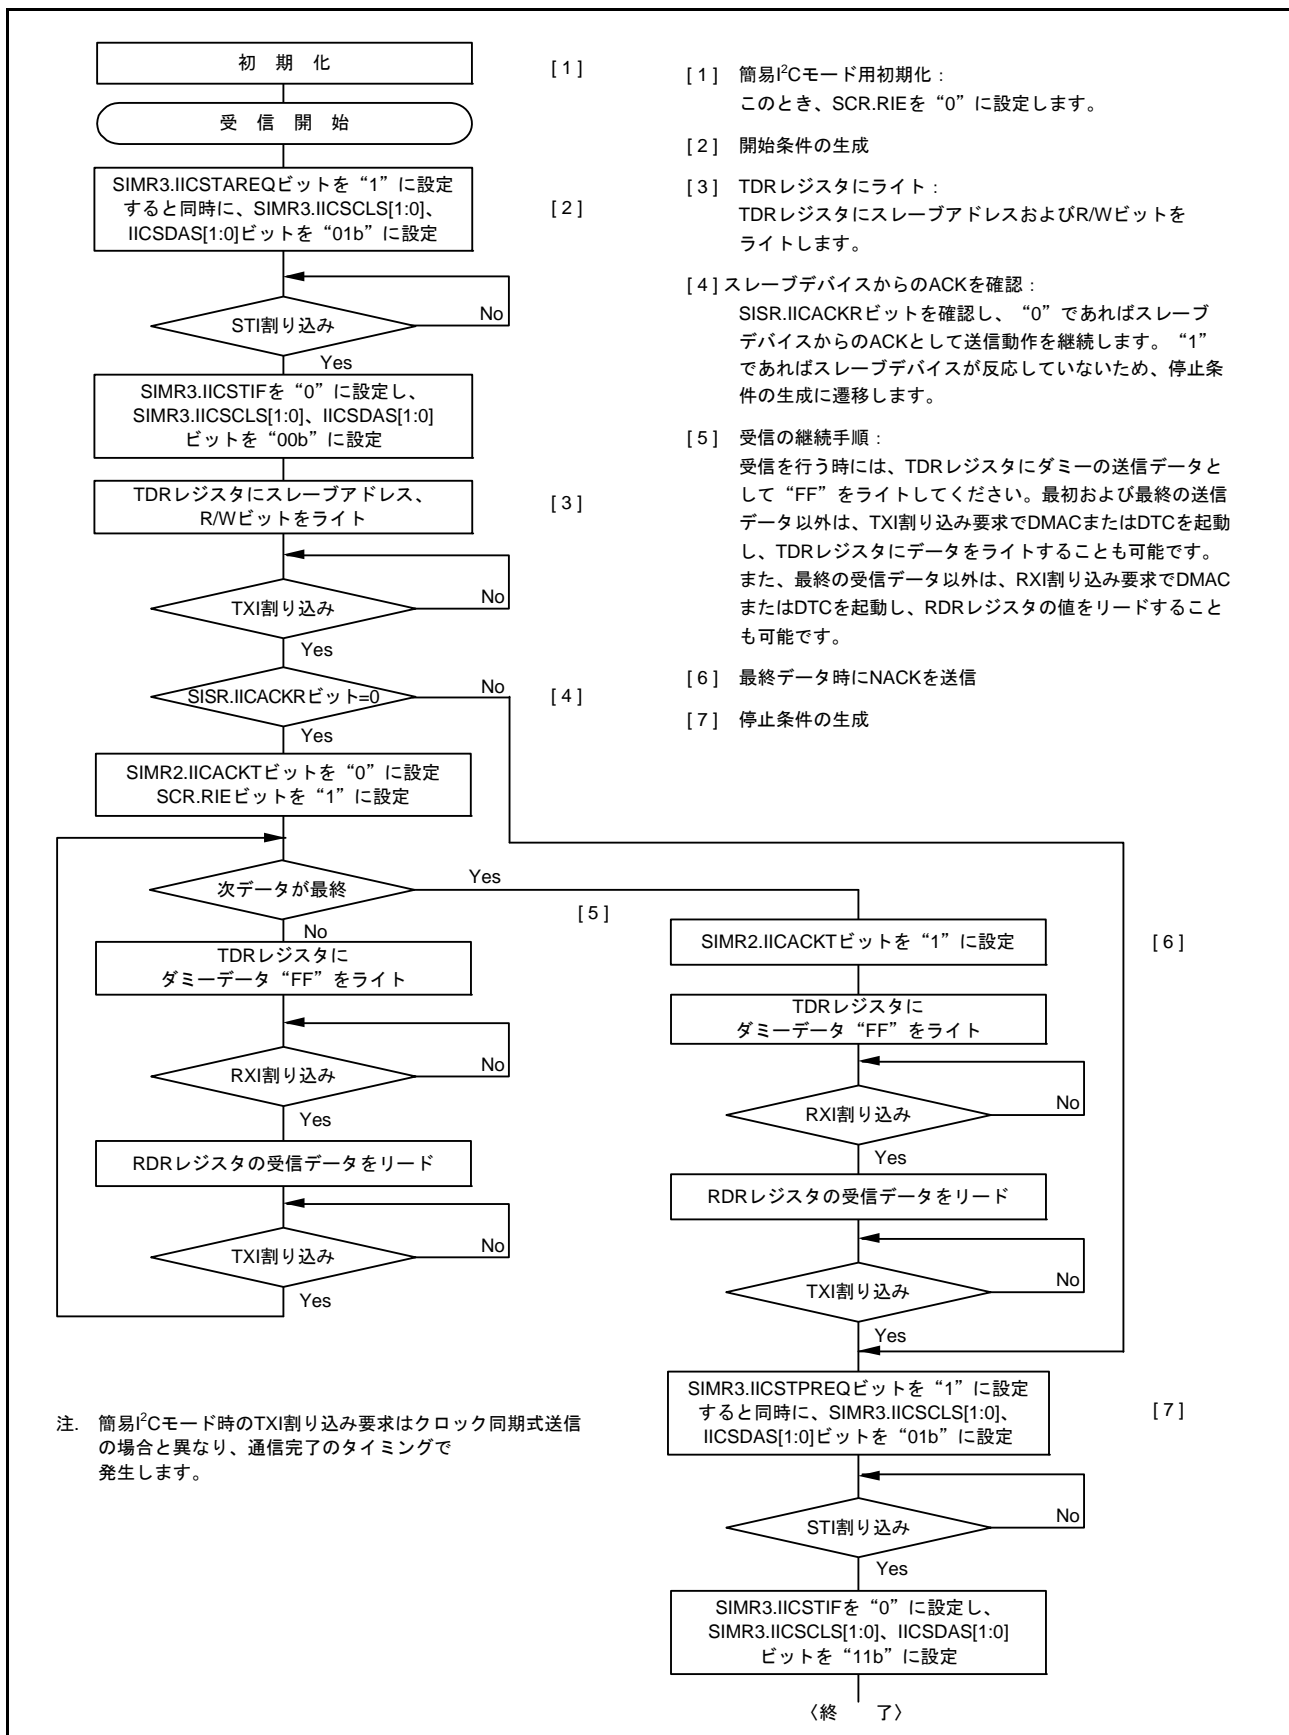 初 期 化
[ 1 ]
受 信 開 始
SIMR3.IICSTAREQビットを“1”に設定
すると同時に、SIMR3.IICSCLS[1:0]、
IICSDAS[1:0]ビットを“01b”に設定
[ 2 ]
STI割り込み
No
Yes
SIMR3.IICSTIFを“0”に設定し、
SIMR3.IICSCLS[1:0]、IICSDAS[1:0]
ビットを“00b”に設定
TDRレジスタにスレーブアドレス、
R/Wビットをライト
[ 3 ]
TXI割り込み
No
Yes
SISR.IICACKRビット=0
No
[ 4 ]
Yes
SIMR2.IICACKTビットを“0”に設定
SCR.RIEビットを“1”に設定
次データが最終
Yes
[ 5 ]
No
TDRレジスタに
ダミーデータ“FF”をライト
RXI割り込み
No
Yes
RDRレジスタの受信データをリード
TXI割り込み
No
Yes
[ 1 ] 簡易I²Cモード用初期化：
このとき、SCR.RIEを“0”に設定します。
[ 2 ] 開始条件の生成
[ 3 ] TDRレジスタにライト：
TDRレジスタにスレーブアドレスおよびR/Wビットを
ライトします。
[ 4 ] スレーブデバイスからのACKを確認：
SISR.IICACKRビットを確認し、“0”であればスレーブ
デバイスからのACKとして送信動作を継続します。“1”
であればスレーブデバイスが反応していないため、停止条
件の生成に遷移します。
[ 5 ] 受信の継続手順：
受信を行う時には、TDRレジスタにダミーの送信データと
して“FF”をライトしてください。最初および最終の送信
データ以外は、TXI割り込み要求でDMACまたはDTCを起動
し、TDRレジスタにデータをライトすることも可能です。
また、最終の受信データ以外は、RXI割り込み要求でDMAC
またはDTCを起動し、RDRレジスタの値をリードすること
も可能です。
[ 6 ] 最終データ時にNACKを送信
[ 7 ] 停止条件の生成
SIMR2.IICACKTビットを“1”に設定
[ 6 ]
TDRレジスタに
ダミーデータ“FF”をライト
RXI割り込み
No
Yes
RDRレジスタの受信データをリード
TXI割り込み
No
Yes
SIMR3.IICSTPREQビットを“1”に設定
すると同時に、SIMR3.IICSCLS[1:0]、
IICSDAS[1:0]ビットを“01b”に設定
[ 7 ]
STI割り込み
No
Yes
SIMR3.IICSTIFを“0”に設定し、
SIMR3.IICSCLS[1:0]、IICSDAS[1:0]
ビットを“11b”に設定
〈終 了〉
注. 簡易I²Cモード時のTXI割り込み要求はクロック同期式送信
の場合と異なり、通信完了のタイミングで
発生します。